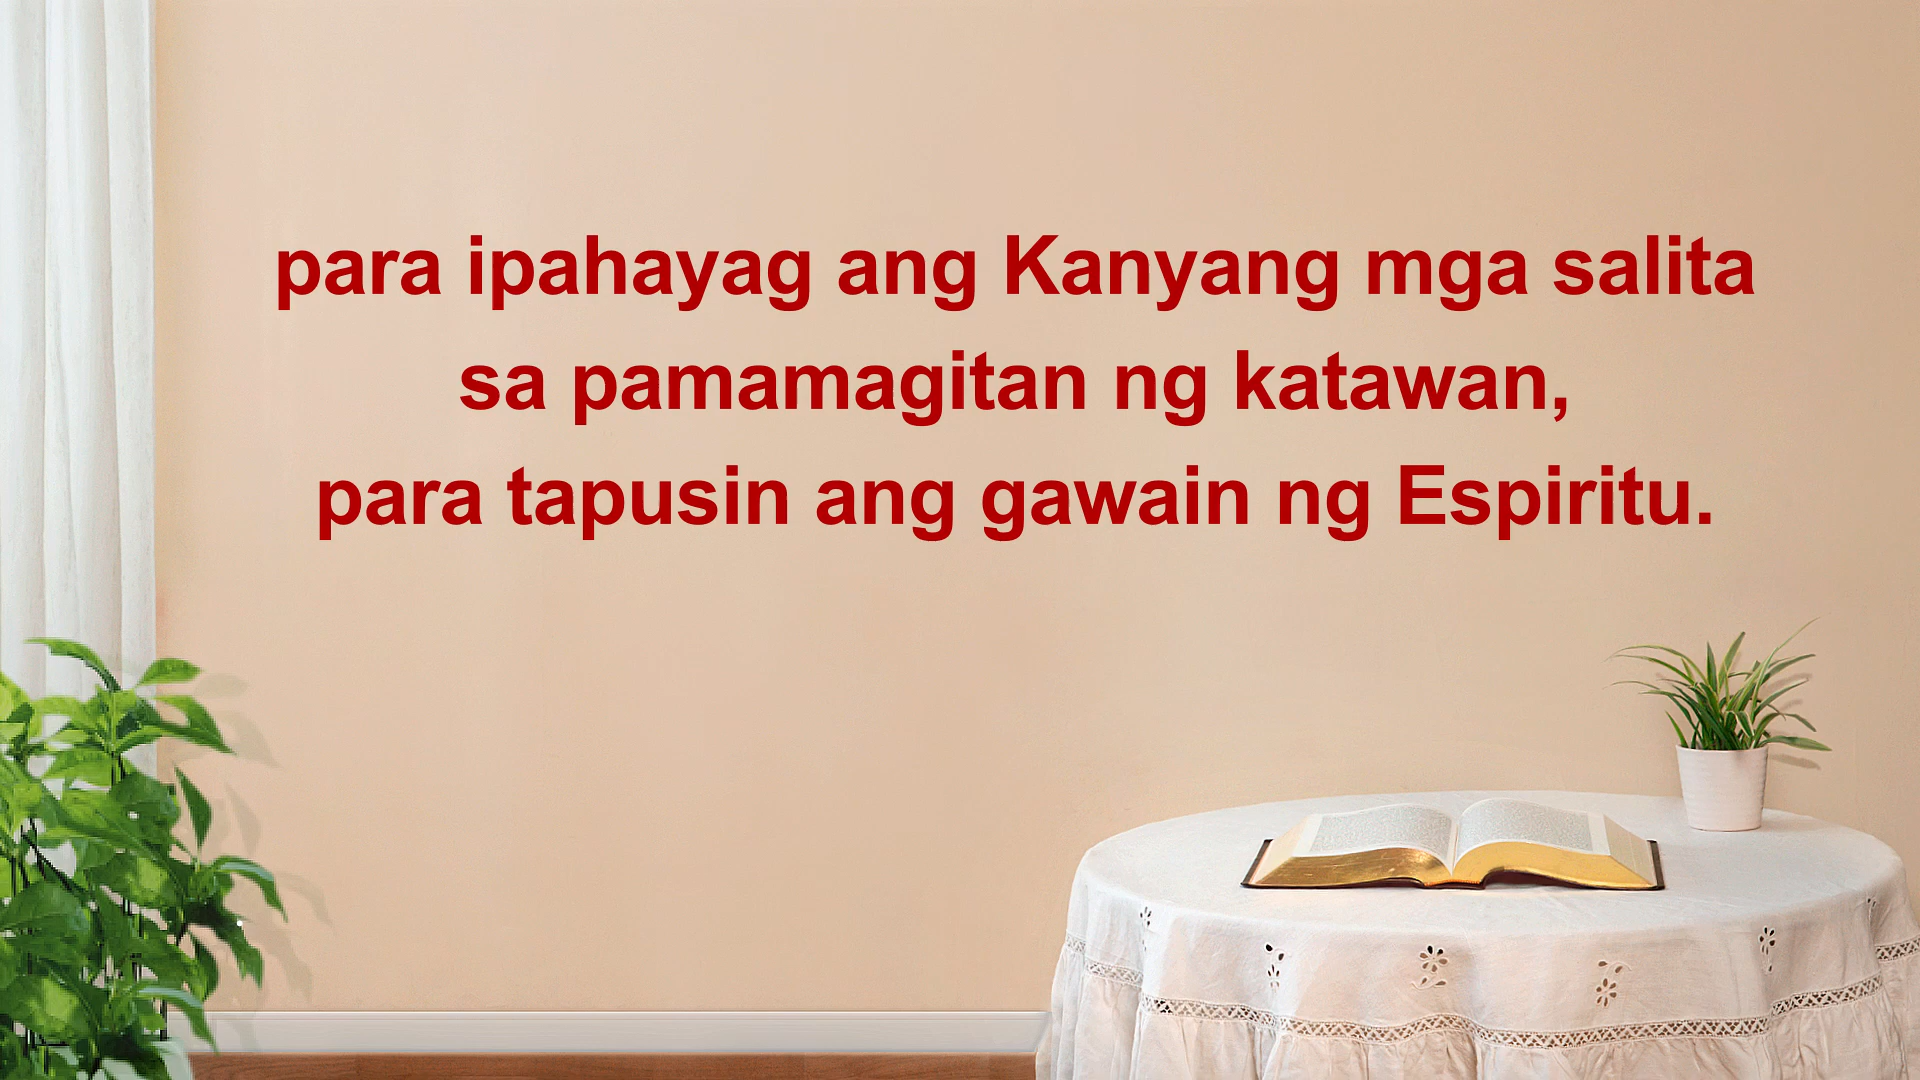 para ipahayag ang Kanyang mga salita
sa pamamagitan ng katawan,
para tapusin ang gawain ng Espiritu.